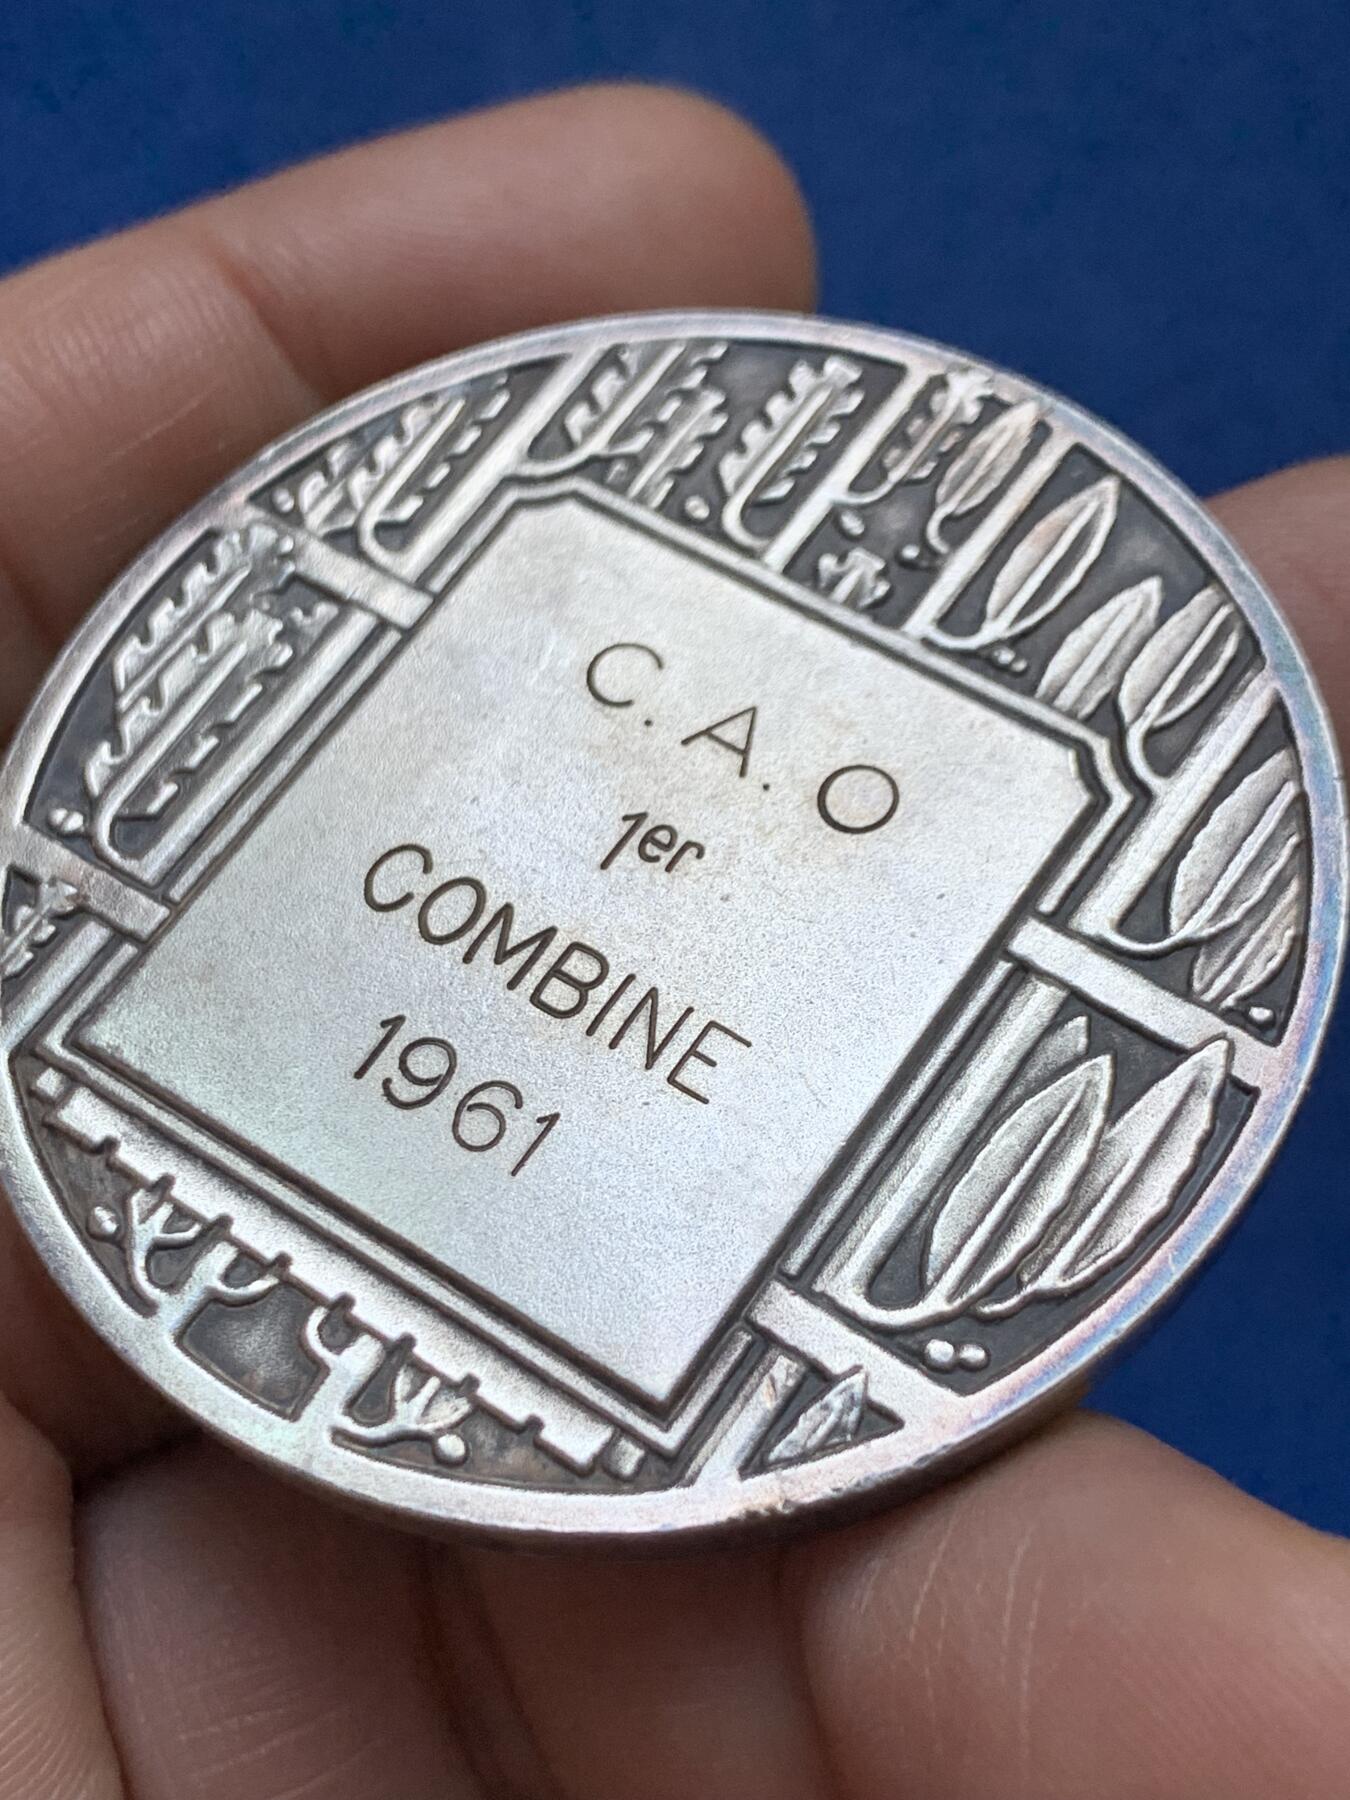 C. A. O
1er
COMBINE
1961